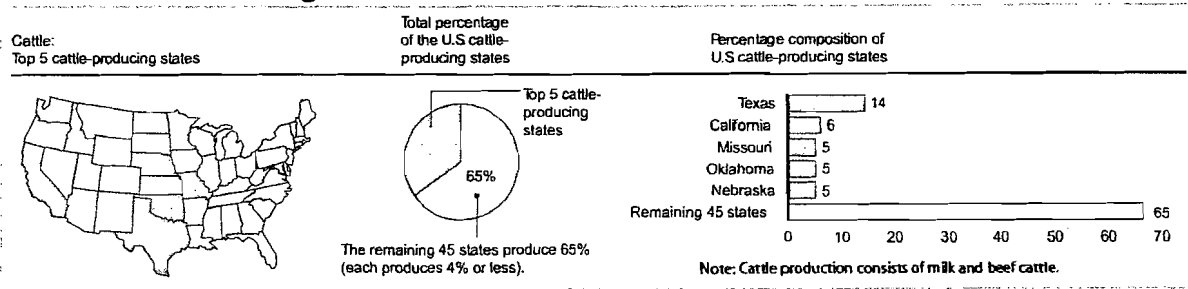 Cattle:
Top 5 cattle-producing states
Total percentage
of the U.S cattle-
producing states
Percentage composition of
U.S cattle-producing states
Top 5 cattle-
producing
states
65%
The remaining 45 states produce 65%
(each produces 4% or less).
Texas 14
California 6
Missouri 5
Oklahoma 5
Nebraska 5
Remaining 45 states 65
0 10 20 30 40 50 60 70
Note: Cattle production consists of milk and beef cattle.